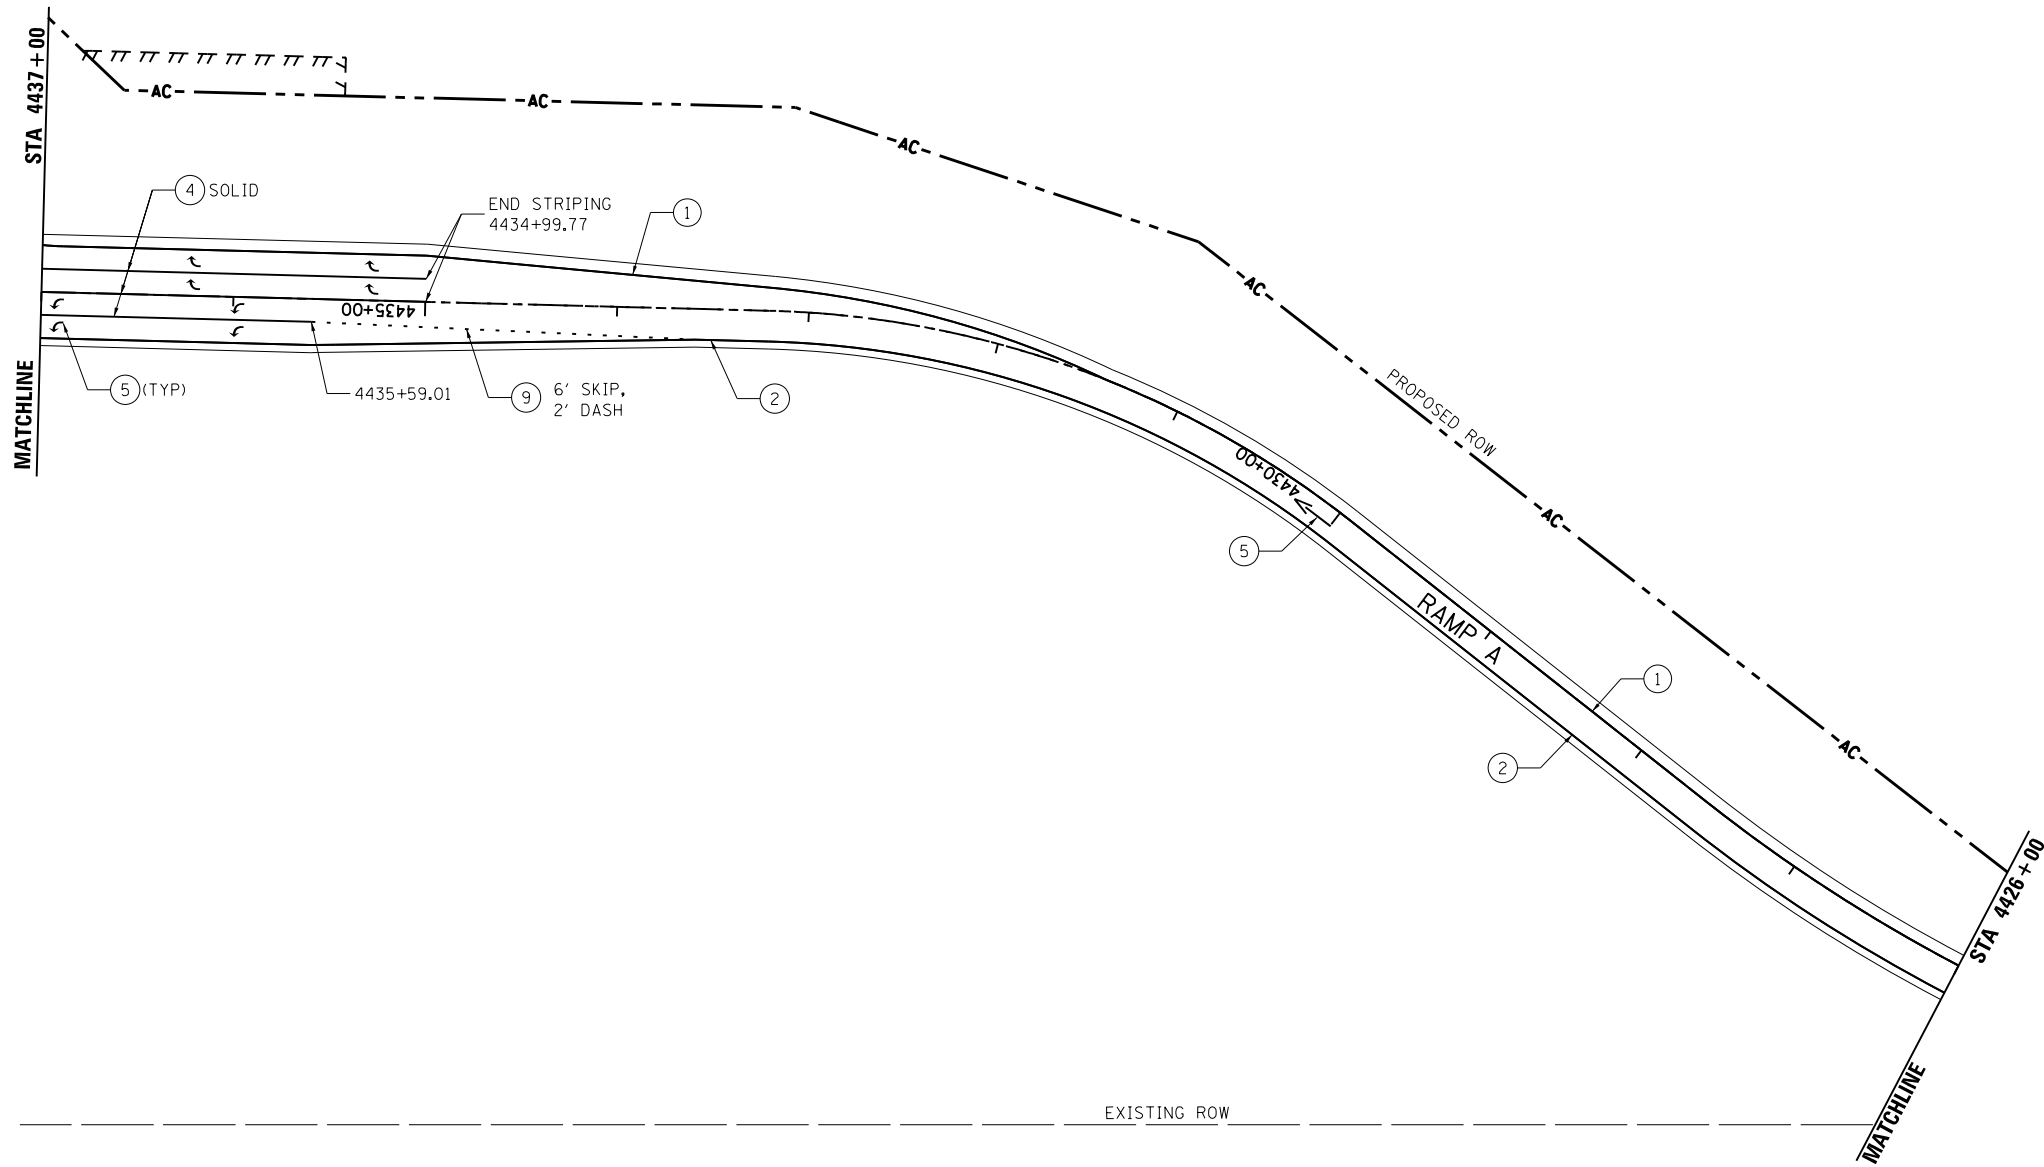 STA 4437+00
MATCHLINE
AC
AC
AC
AC
AC
AC
4 SOLID
END STRIPING
4434+99.77
1
4435+00
5 (TYP)
4435+59.01
9 6' SKIP,
2' DASH
2
PROPOSED ROW
4430+00
5
RAMP A
1
2
STA 4426+00
MATCHLINE
EXISTING ROW